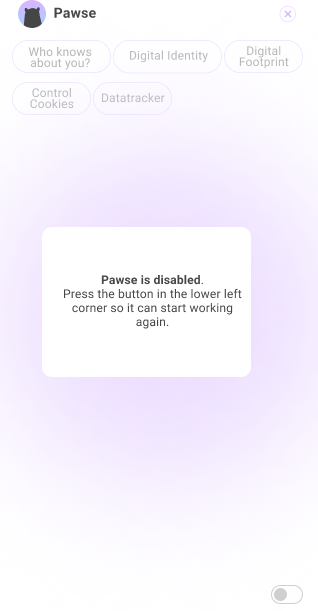 Pawse
Who knows
about you?
Digital Identity
Digital
Footprint
Control
Cookies
Datatracker
Pawse is disabled.
Press the button in the lower left
corner so it can start working
again.